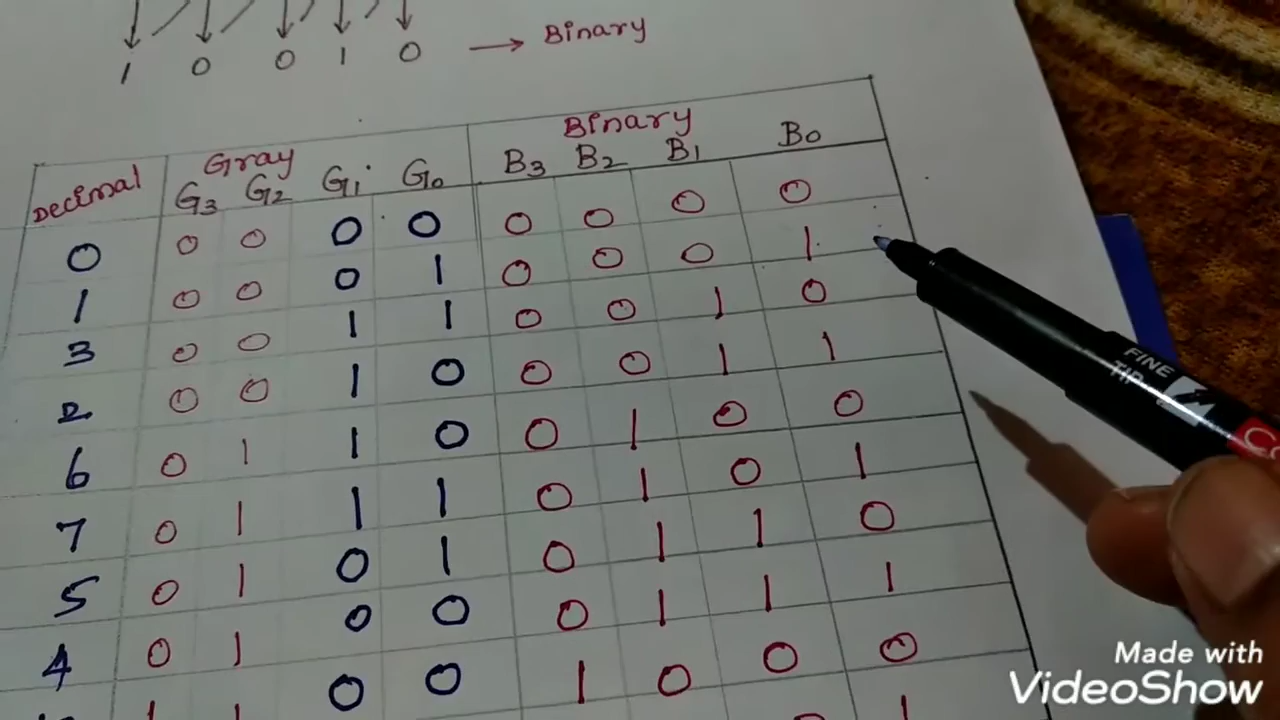 1 0 0 1 0 → Binary
Decimal Gray Binary
G3 G2 G1 G0 B3 B2 B1 B0
0 0 0 0 0 0 0 0 0
1 0 0 0 1 0 0 0 1
3 0 0 1 1 0 0 1 0
2 0 0 1 0 0 0 1 1
6 0 1 1 0 0 1 0 0
7 0 1 1 1 0 1 0 1
5 0 1 0 1 0 1 1 0
4 0 1 0 0 0 1 1 1
1 1 0 0 1 0 0 0
1
FINE
TIP
Made with
VideoShow